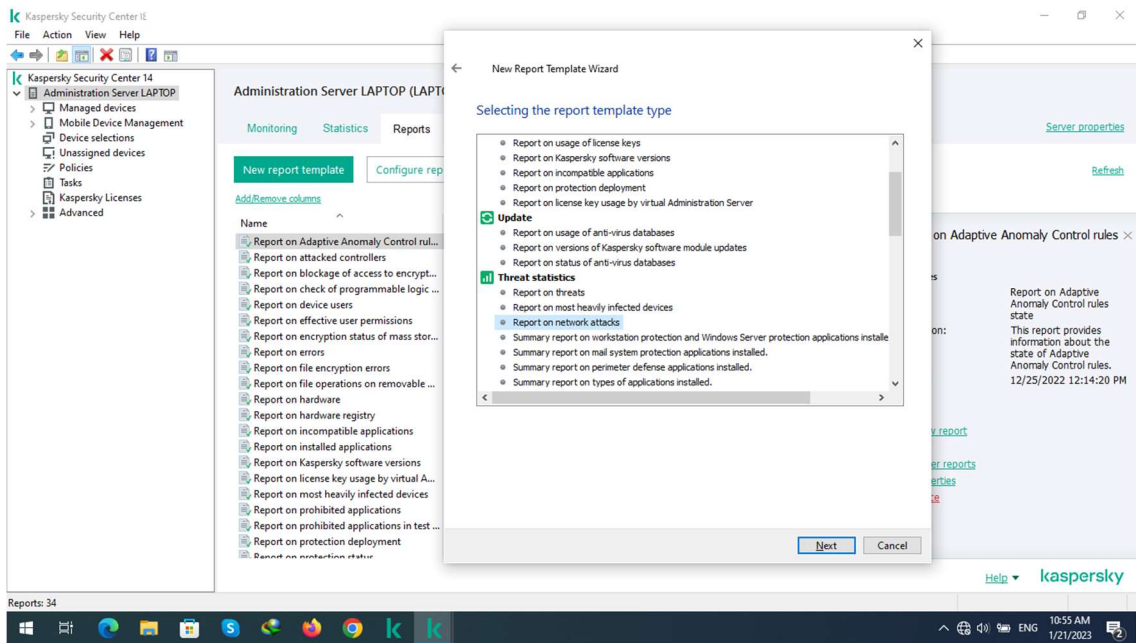 Kaspersky Security Center
File Action View Help
Kaspersky Security Center 14
Administration Server LAPTOP
Managed devices
Mobile Device Management
Device selections
Unassigned devices
Policies
Tasks
Kaspersky Licenses
Advanced
Administration Server LAPTOP (LAPT
Monitoring Statistics Reports
Server properties
New report template
Configure rep
Refresh
Add/Remove columns
Name
Report on Adaptive Anomaly Control rul...
Report on attacked controllers
Report on blockage of access to encrypt...
Report on check of programmable logic ...
Report on device users
Report on effective user permissions
Report on encryption status of mass stor...
Report on errors
Report on file encryption errors
Report on file operations on removable ...
Report on hardware
Report on hardware registry
Report on incompatible applications
Report on installed applications
Report on Kaspersky software versions
Report on license key usage by virtual A...
Report on most heavily infected devices
Report on prohibited applications
Report on prohibited applications in test ...
Report on protection deployment
Report on protection status
New Report Template Wizard
Selecting the report template type
Report on usage of license keys
Report on Kaspersky software versions
Report on incompatible applications
Report on protection deployment
Report on license key usage by virtual Administration Server
Update
Report on usage of anti-virus databases
Report on versions of Kaspersky software module updates
Report on status of anti-virus databases
Threat statistics
Report on threats
Report on most heavily infected devices
Report on network attacks
Summary report on workstation protection and Windows Server protection applications installe
Summary report on mail system protection applications installed.
Summary report on perimeter defense applications installed.
Summary report on types of applications installed.
Next Cancel
on Adaptive Anomaly Control rules
es
Report on Adaptive
Anomaly Control rules
state
on:
This report provides
information about the
state of Adaptive
Anomaly Control rules.
12/25/2022 12:14:20 PM
w report
er reports
erties
te
Help
kaspersky
Reports: 34
ENG
10:55 AM
1/21/2023
2